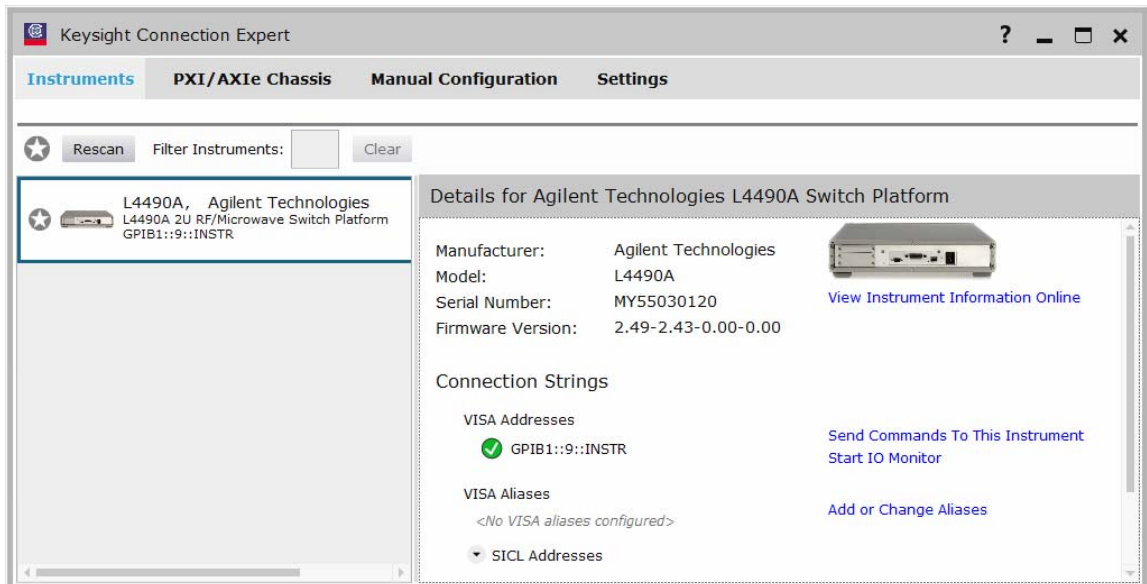 Keysight Connection Expert
?
Instruments PXI/AXIe Chassis Manual Configuration Settings
Rescan Filter Instruments: Clear
L4490A, Agilent Technologies
L4490A 2U RF/Microwave Switch Platform
GPIB1::9::INSTR
Details for Agilent Technologies L4490A Switch Platform
Manufacturer: Agilent Technologies
Model: L4490A
Serial Number: MY55030120
Firmware Version: 2.49-2.43-0.00-0.00
View Instrument Information Online
Connection Strings
VISA Addresses
GPIB1::9::INSTR
Send Commands To This Instrument
Start IO Monitor
VISA Aliases
<No VISA aliases configured>
Add or Change Aliases
SICL Addresses